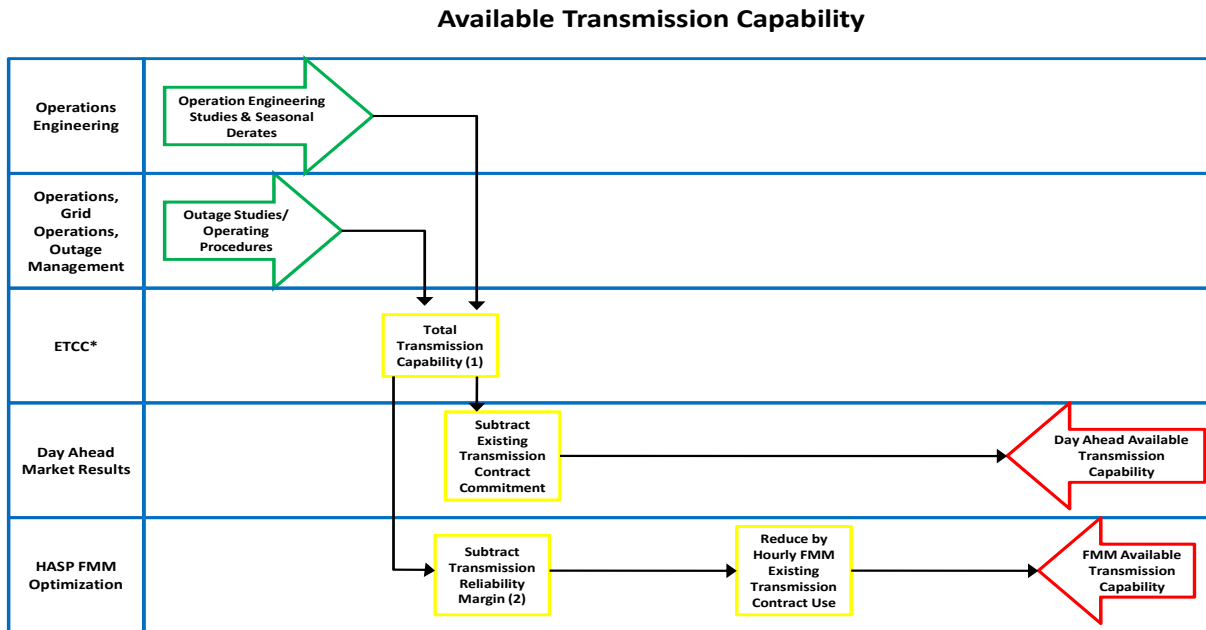 Available Transmission Capability
Operations
Engineering
Operation Engineering
Studies & Seasonal
Derates
Operations,
Grid
Operations,
Outage
Management
Outage Studies/
Operating
Procedures
ETCC*
Total
Transmission
Capability (1)
Day Ahead
Market Results
Subtract
Existing
Transmission
Contract
Commitment
Day Ahead Available
Transmission
Capability
HASP FMM
Optimization
Subtract
Transmission
Reliability
Margin (2)
Reduce by
Hourly FMM
Existing
Transmission
Contract Use
FMM Available
Transmission
Capability